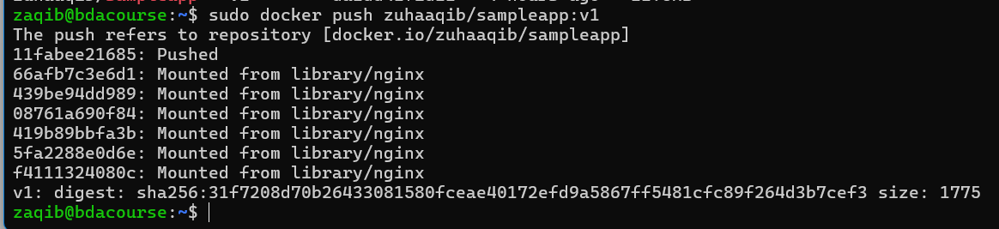 zaqib@bdacourse:~$ sudo docker push zuhaaqib/sampleapp:v1
The push refers to repository [docker.io/zuhaaqib/sampleapp]
11fabee21685: Pushed
66afb7c3e6d1: Mounted from library/nginx
439be94dd989: Mounted from library/nginx
08761a690f84: Mounted from library/nginx
419b89bbfa3b: Mounted from library/nginx
5fa2288e0d6e: Mounted from library/nginx
f4111324080c: Mounted from library/nginx
v1: digest: sha256:31f7208d70b26433081580fceae40172efd9a5867ff5481cfc89f264d3b7cef3 size: 1775
zaqib@bdacourse:~$